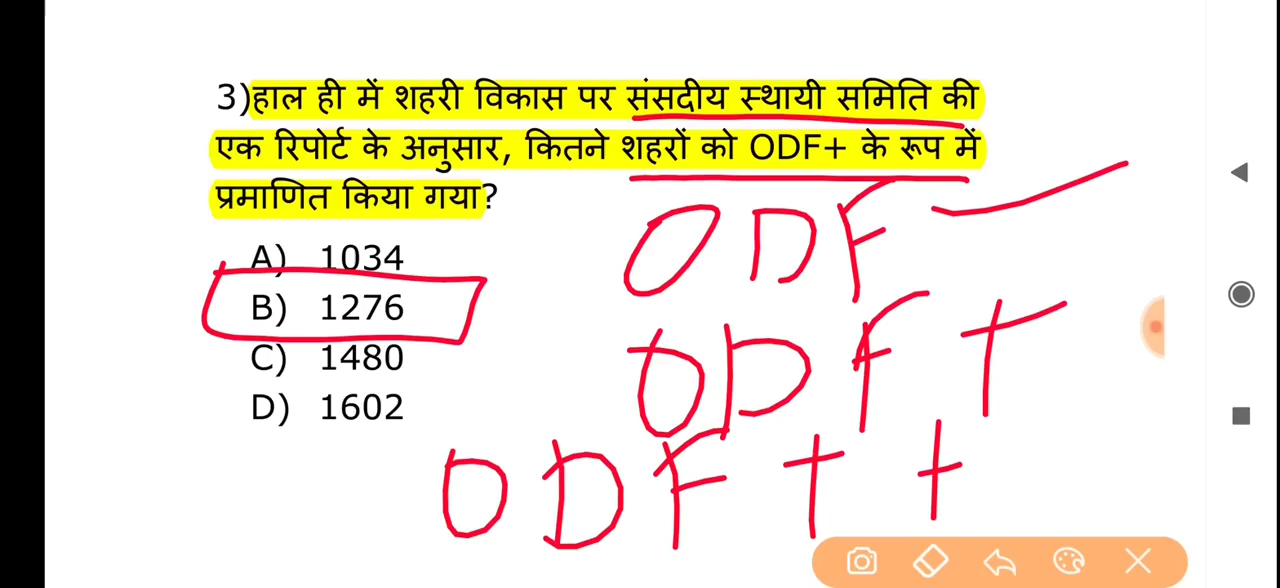 3)हाल ही में शहरी विकास पर संसदीय स्थायी समिति की
एक रिपोर्ट के अनुसार, कितने शहरों को ODF+ के रूप में
प्रमाणित किया गया?
A) 1034
B) 1276
C) 1480
D) 1602
ODF
ODF+
ODF++